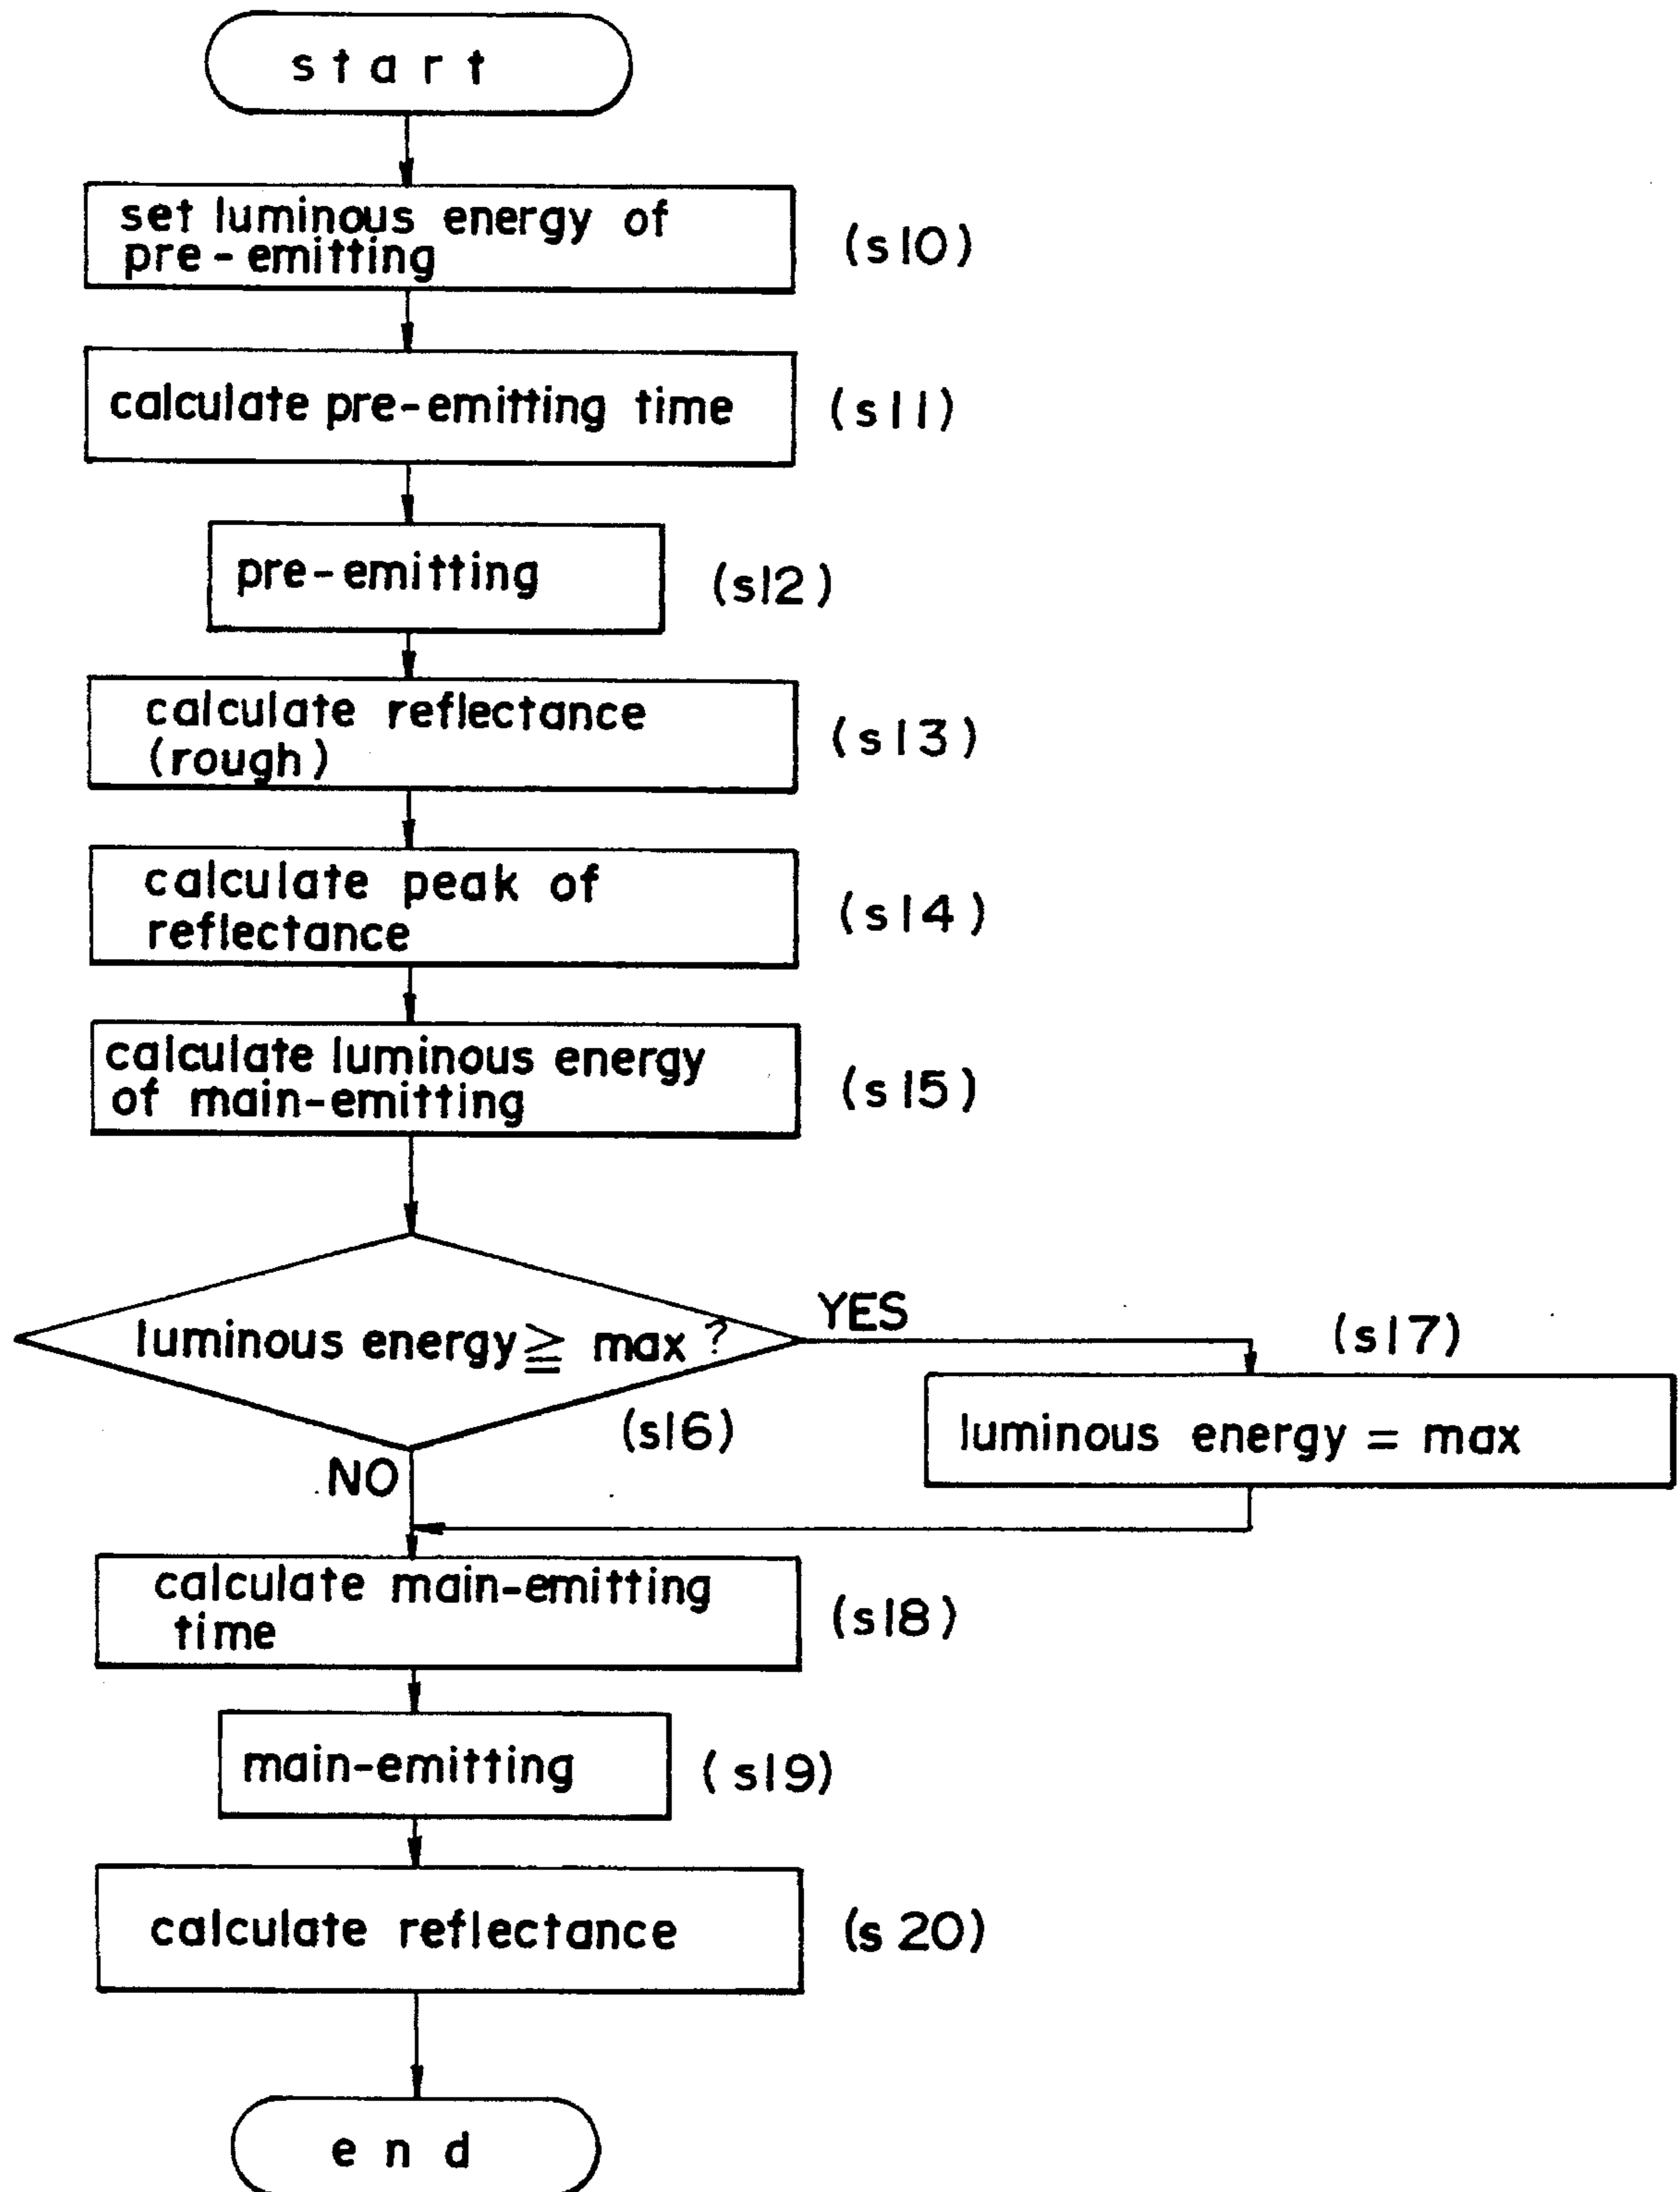 start
set luminous energy of
pre-emitting
(s10)
calculate pre-emitting time
(s11)
pre-emitting
(s12)
calculate reflectance
(rough)
(s13)
calculate peak of
reflectance
(s14)
calculate luminous energy
of main-emitting
(s15)
luminous energy ≧ max ?
YES
(s16)
NO
(s17)
luminous energy = max
calculate main-emitting
time
(s18)
main-emitting
(s19)
calculate reflectance
(s20)
end